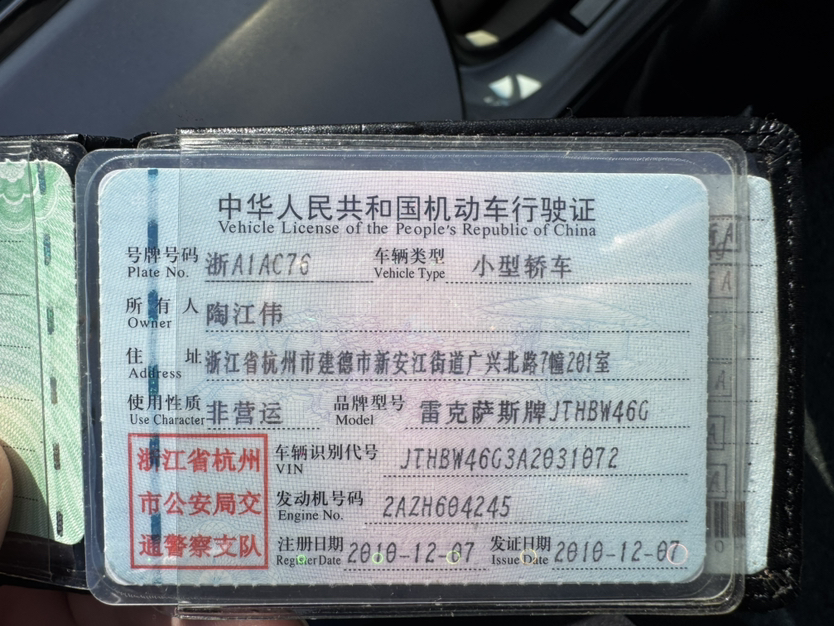 中华人民共和国机动车行驶证
Vehicle License of the People's Republic of China
号牌号码 浙A1AC76 车辆类型 小型轿车
Plate No. Vehicle Type
所有人 陶江伟
Owner
住址 浙江省杭州市建德市新安江街道广兴北路7幢201室
Address
使用性质 非营运 品牌型号 雷克萨斯牌JTHBW46G
Use Character Model
浙江省杭州 车辆识别代号 JTHBW46G3A2031072
VIN
市公安局交 发动机号码 2AZH604245
Engine No.
通警察支队 注册日期 2010-12-07 发证日期 2010-12-07
Register Date Issue Date